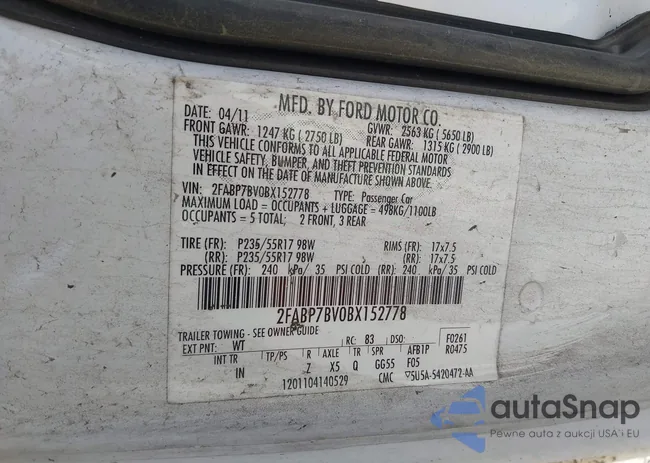 MFD. BY FORD MOTOR CO.
DATE: 04/11 GVWR: 2563 KG ( 5650 LB)
FRONT GAWR: 1247 KG ( 2750 LB) REAR GAWR: 1315 KG ( 2900 LB)
THIS VEHICLE CONFORMS TO ALL APPLICABLE FEDERAL MOTOR
VEHICLE SAFETY, BUMPER, AND THEFT PREVENTION STANDARDS
IN EFFECT ON THE DATE OF MANUFACTURE SHOWN ABOVE.
VIN: 2FABP7BV0BX152778 TYPE: Passenger Car
MAXIMUM LOAD = OCCUPANTS + LUGGAGE = 498KG/1100LB
OCCUPANTS = 5 TOTAL; 2 FRONT, 3 REAR
TIRE (FR): P235/55R17 98W RIMS (FR): 17x7.5
(RR): P235/55R17 98W (RR): 17x7.5
PRESSURE (FR): 240 kPa/ 35 PSI COLD (RR): 240 kPa/ 35 PSI COLD
2FABP7BV0BX152778
TRAILER TOWING - SEE OWNER GUIDE
EXT PNT: WT RC: 83 DSO: F0261
INT TR TP/PS R AXLE TR SPR AFB1P R0475
IN Z X5 Q GG55 F05
1201104140529 CMC 5U5A-5420472-AA
autaSnap
Pewne auta z aukcji USA i EU